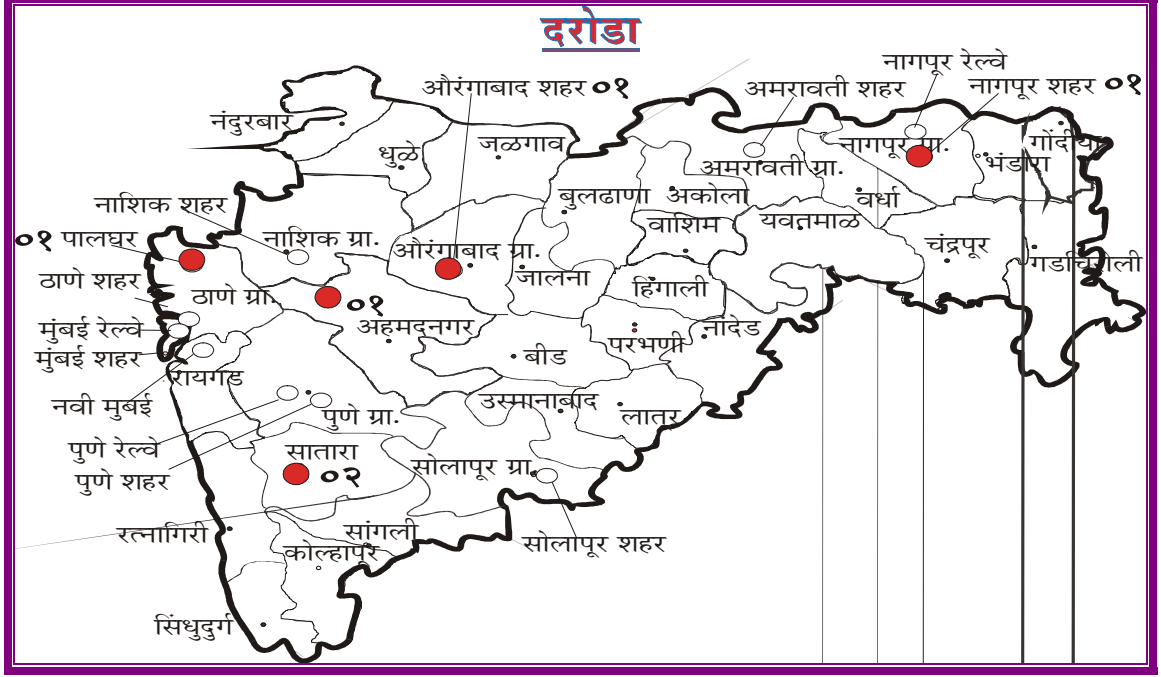 दरोडा
नागपूर रेल्वे
औरंगाबाद शहर ०१
अमरावती शहर
नागपूर शहर ०१
नंदुरबार
धुळे
जळगाव
नागपूर ग्रा.
गोंदीया
भंडारा
अमरावती ग्रा.
बुलढाणा
अकोला
वर्धा
नाशिक शहर
वाशिम
यवतमाळ
०१ पालघर
नाशिक ग्रा.
औरंगाबाद ग्रा.
चंद्रपूर
गडचिरोली
ठाणे शहर
जालना
ठाणे ग्रा.
हिंगाली
०१
मुंबई रेल्वे
अहमदनगर
नांदेड
परभणी
मुंबई शहर
बीड
रायगड
नवी मुबई
उस्मानाबाद
लातर
पुणे ग्रा.
पुणे रेल्वे
सातारा
०२
सोलापूर ग्रा.
पुणे शहर
रत्नागिरी
सांगली
कोल्हापूर
सोलोपूर शहर
सिंधुदुर्ग